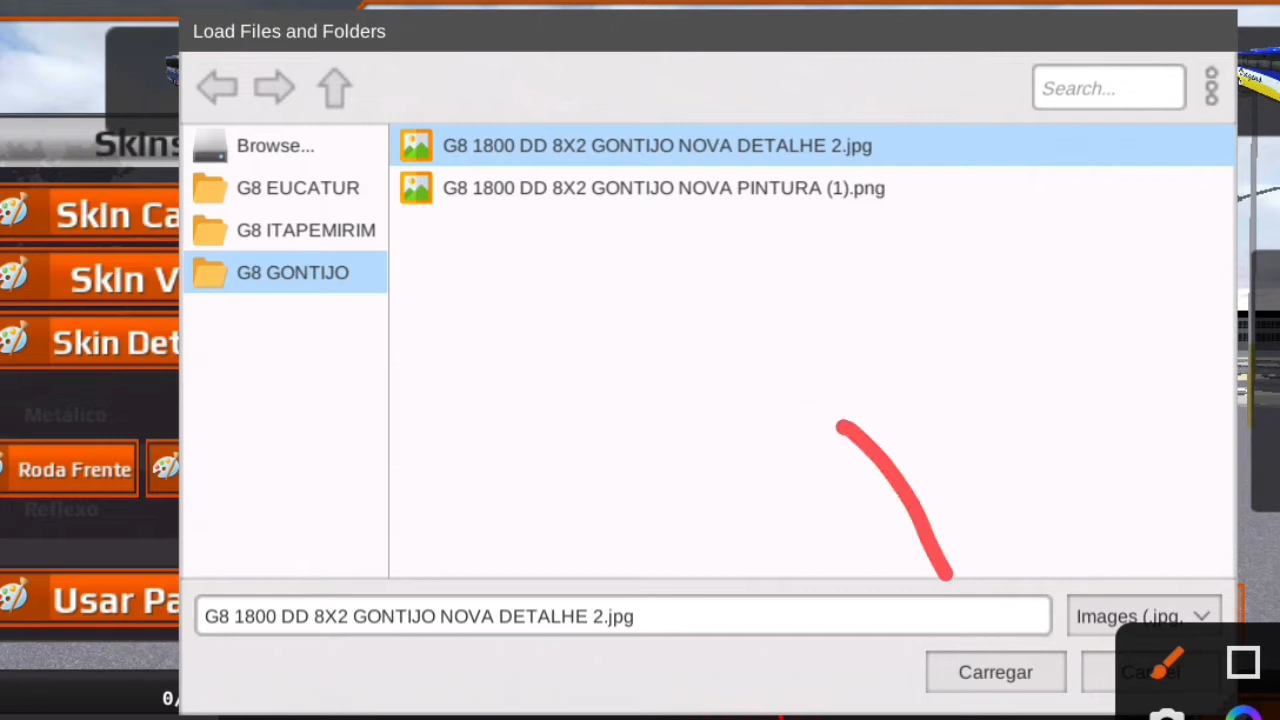 Load Files and Folders
Search...
Skins
Browse...
G8 1800 DD 8X2 GONTIJO NOVA DETALHE 2.jpg
G8 EUCATUR
G8 1800 DD 8X2 GONTIJO NOVA PINTURA (1).png
Skin Ca
G8 ITAPEMIRIM
Skin V
G8 GONTIJO
Skin Det
Metálico
Roda Frente
Reflexo
Usar Pa
G8 1800 DD 8X2 GONTIJO NOVA DETALHE 2.jpg
Images (.jpg,
Carregar
0/